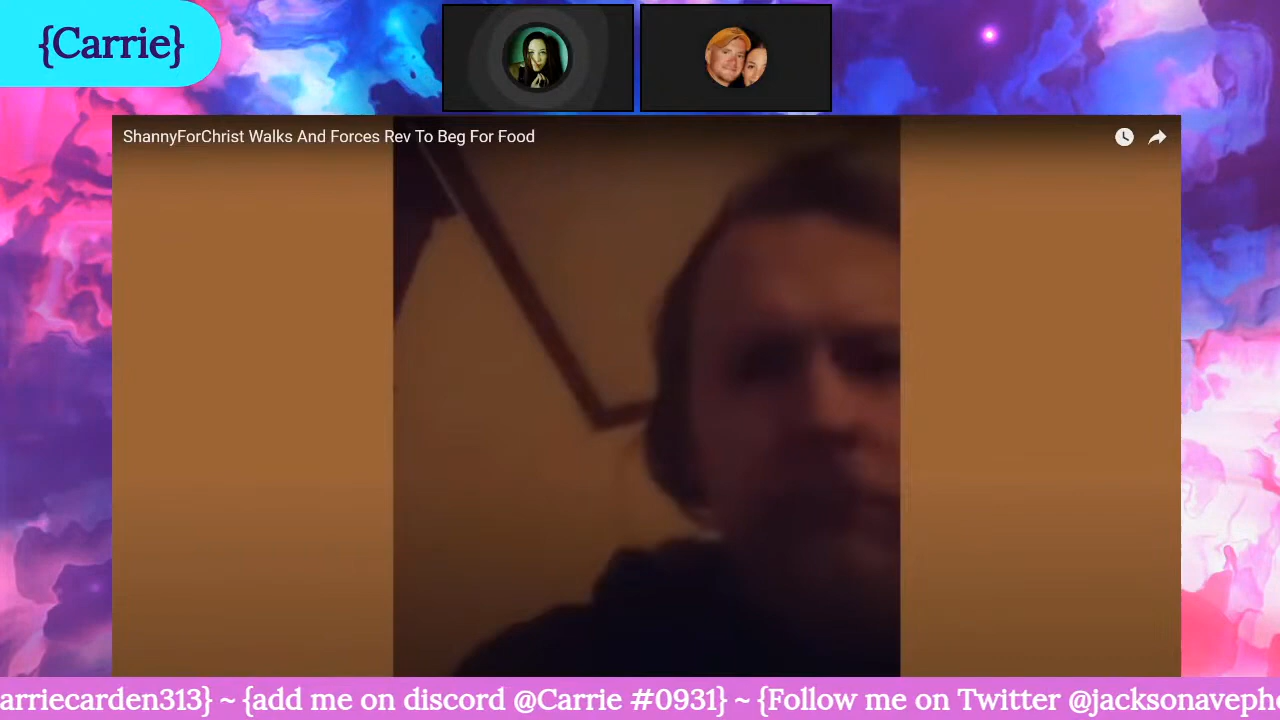 {Carrie}
ShannyForChrist Walks And Forces Rev To Beg For Food
arriecarden313} ~ {add me on discord @Carrie #0931} ~ {Follow me on Twitter @jacksonavepho